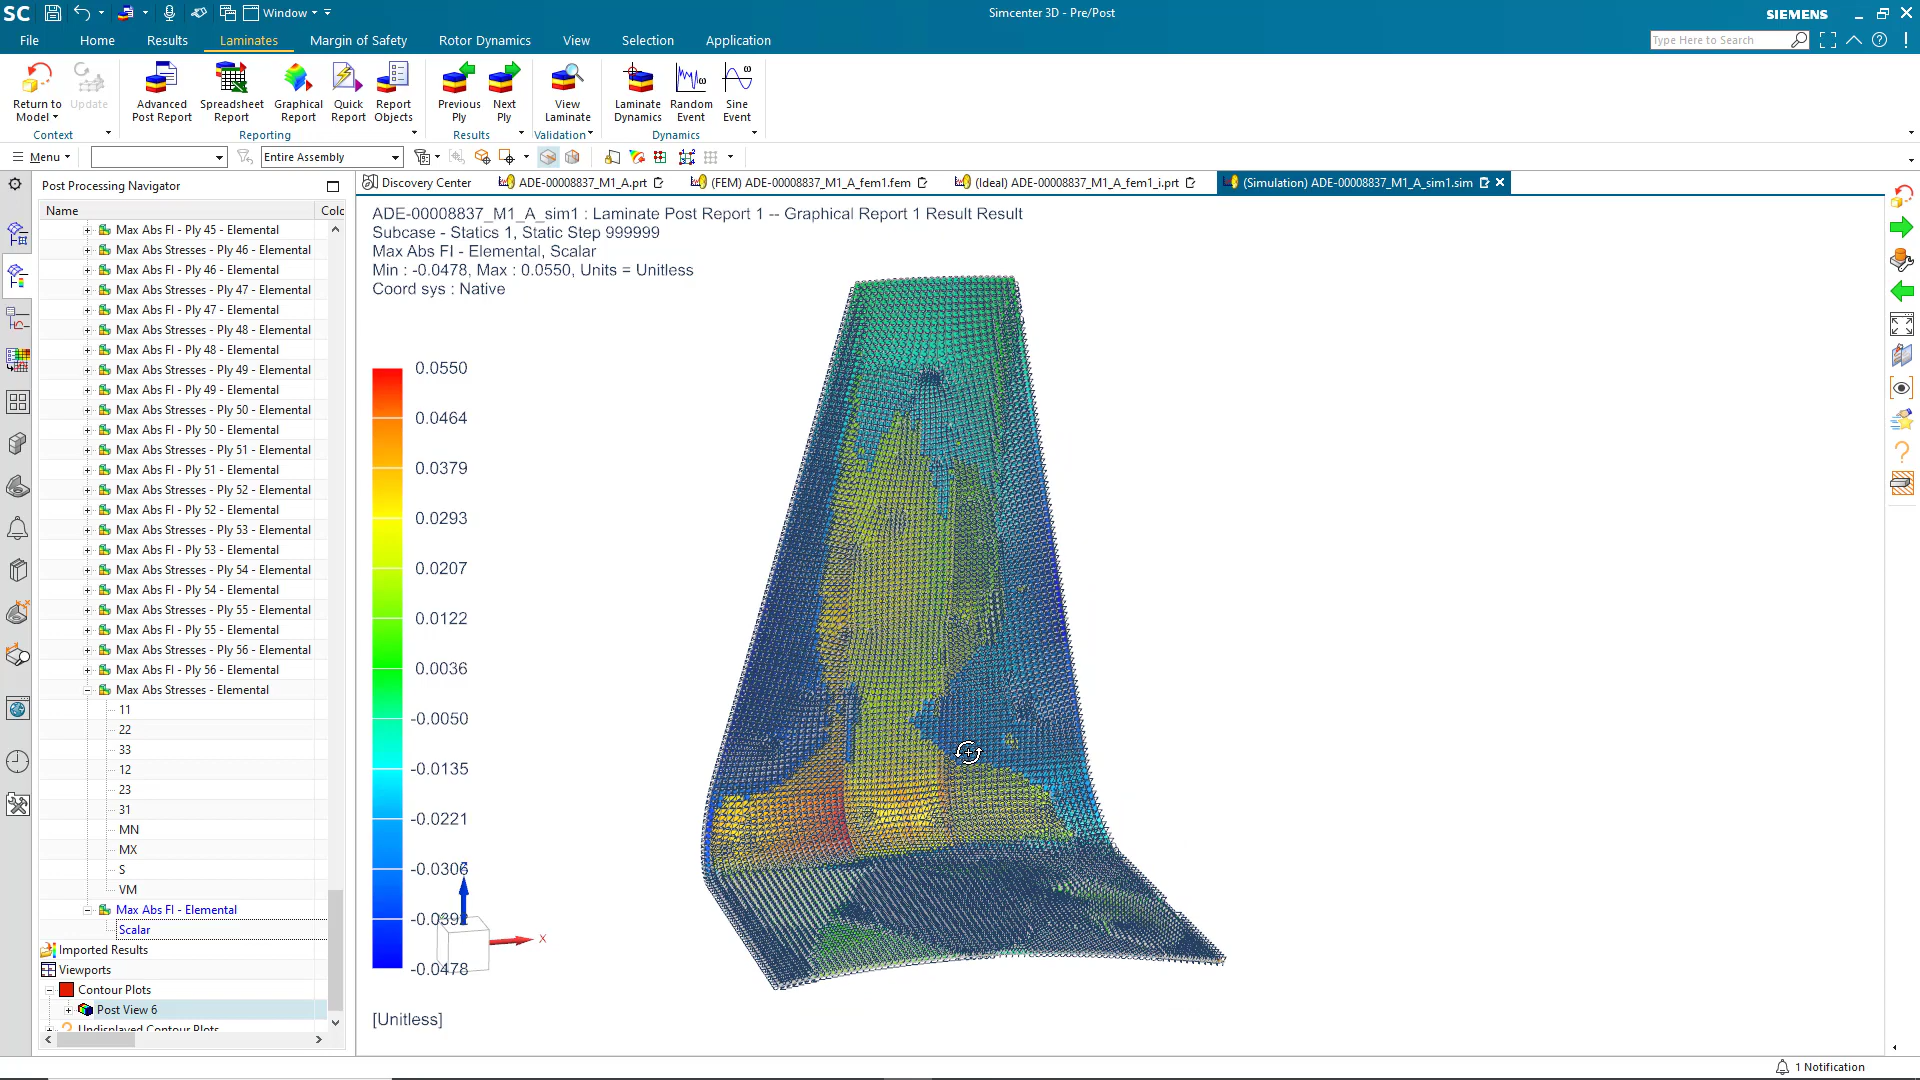 SC Window Simcenter 3D - Pre/Post SIEMENS
File Home Results Laminates Margin of Safety Rotor Dynamics View Selection Application Type Here to Search
Return to Model Update Advanced Post Report Spreadsheet Report Graphical Report Quick Report Report Objects Previous Ply Next Ply View Laminate Laminate Dynamics Random Event Sine Event
Context Reporting Results Validation Dynamics
Menu Entire Assembly
Post Processing Navigator Discovery Center ADE-00008837_M1_A.prt (FEM) ADE-00008837_M1_A_fem1.fem (Ideal) ADE-00008837_M1_A_fem1_i.prt (Simulation) ADE-00008837_M1_A_sim1.sim
Name Colc
Max Abs FI - Ply 45 - Elemental
Max Abs Stresses - Ply 46 - Elemental
Max Abs FI - Ply 46 - Elemental
Max Abs Stresses - Ply 47 - Elemental
Max Abs FI - Ply 47 - Elemental
Max Abs Stresses - Ply 48 - Elemental
Max Abs FI - Ply 48 - Elemental
Max Abs Stresses - Ply 49 - Elemental
Max Abs FI - Ply 49 - Elemental
Max Abs Stresses - Ply 50 - Elemental
Max Abs FI - Ply 50 - Elemental
Max Abs Stresses - Ply 51 - Elemental
Max Abs FI - Ply 51 - Elemental
Max Abs Stresses - Ply 52 - Elemental
Max Abs FI - Ply 52 - Elemental
Max Abs Stresses - Ply 53 - Elemental
Max Abs FI - Ply 53 - Elemental
Max Abs Stresses - Ply 54 - Elemental
Max Abs FI - Ply 54 - Elemental
Max Abs Stresses - Ply 55 - Elemental
Max Abs FI - Ply 55 - Elemental
Max Abs Stresses - Ply 56 - Elemental
Max Abs FI - Ply 56 - Elemental
Max Abs Stresses - Elemental
11
22
33
12
23
31
MN
MX
S
VM
Max Abs FI - Elemental
Scalar
Imported Results
Viewports
Contour Plots
Post View 6
Undisplayed Contour Plots
ADE-00008837_M1_A_sim1 : Laminate Post Report 1 -- Graphical Report 1 Result Result
Subcase - Statics 1, Static Step 999999
Max Abs FI - Elemental, Scalar
Min : -0.0478, Max : 0.0550, Units = Unitless
Coord sys : Native
0.0550
0.0464
0.0379
0.0293
0.0207
0.0122
0.0036
-0.0050
-0.0135
-0.0221
-0.0306
-0.0392
-0.0478
X
[Unitless]
1 Notification